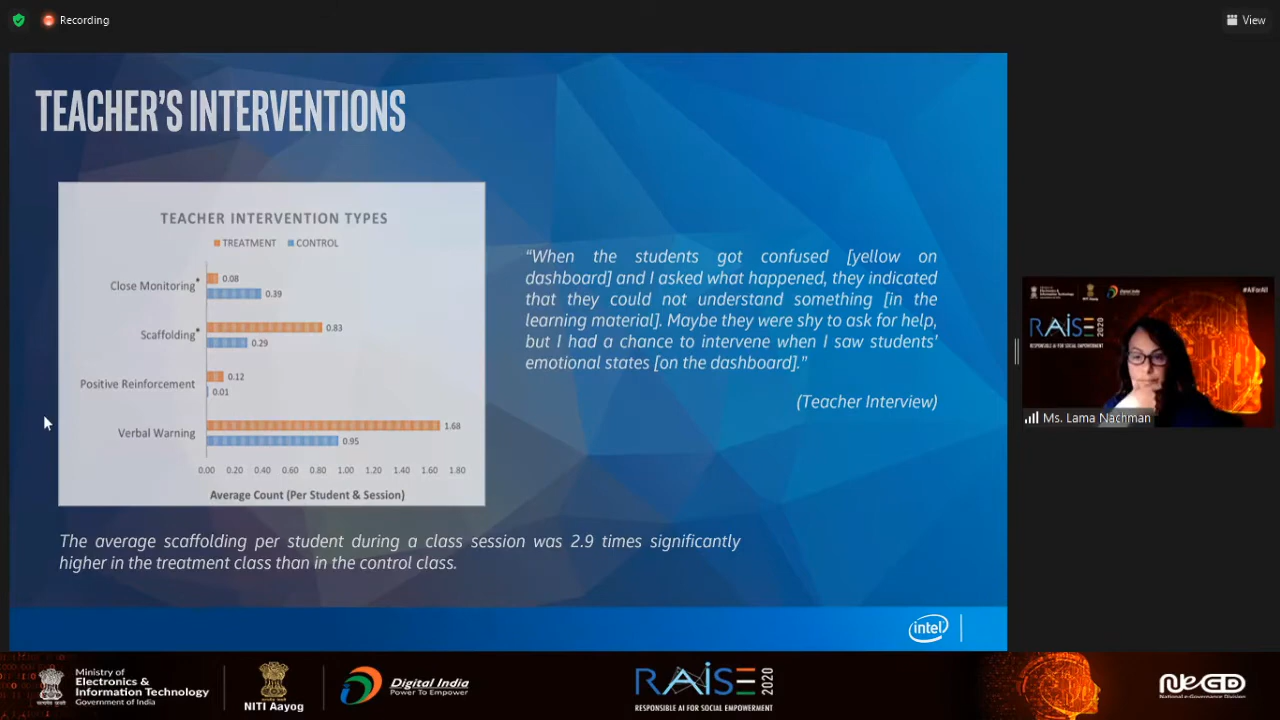 Recording
View
TEACHER'S INTERVENTIONS
TEACHER INTERVENTION TYPES
TREATMENT CONTROL
Close Monitoring*
0.08
0.39
Scaffolding*
0.83
0.29
Positive Reinforcement
0.12
0.01
Verbal Warning
1.68
0.95
0.00 0.20 0.40 0.60 0.80 1.00 1.20 1.40 1.60 1.80
Average Count (Per Student & Session)
“When the students got confused [yellow on
dashboard] and I asked what happened, they indicated
that they could not understand something [in the
learning material]. Maybe they were shy to ask for help,
but I had a chance to intervene when I saw students'
emotional states [on the dashboard].”
(Teacher Interview)
The average scaffolding per student during a class session was 2.9 times significantly
higher in the treatment class than in the control class.
intel
Digital India
#AIForAll
RAISE 2020
RESPONSIBLE AI FOR SOCIAL EMPOWERMENT
Ms. Lama Nachman
Ministry of
Electronics &
Information Technology
Government of India
NITI Aayog
Digital India
Power To Empower
RAISE 2020
RESPONSIBLE AI FOR SOCIAL EMPOWERMENT
NeGD
National e-Governance Division